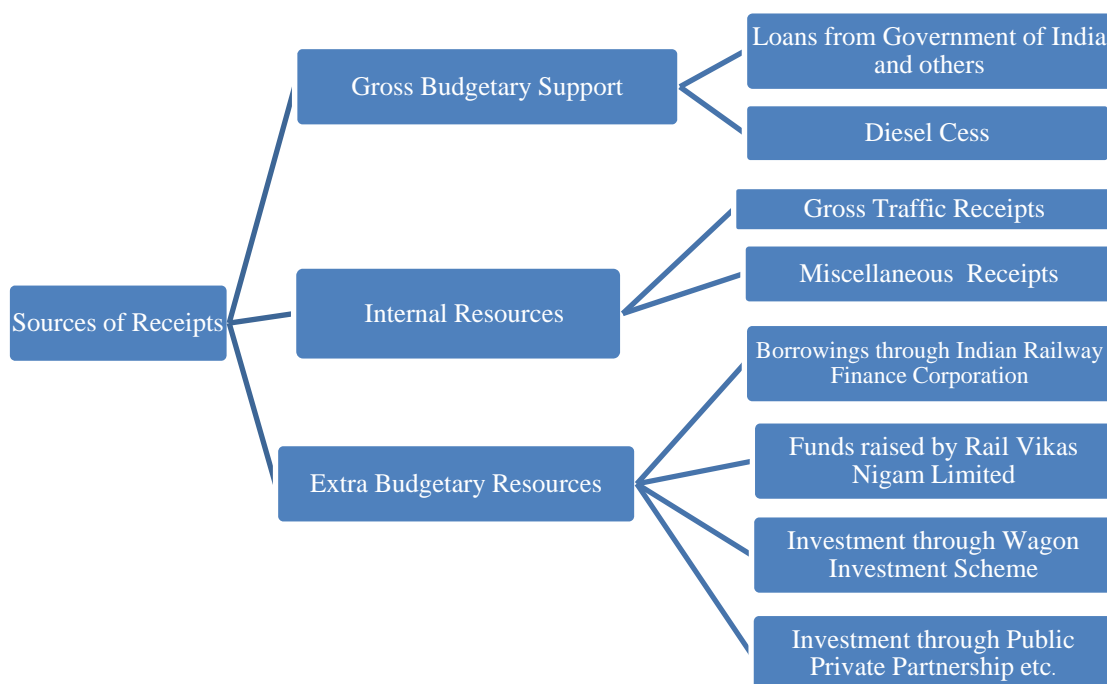 Sources of Receipts
Gross Budgetary Support
Loans from Government of India
and others
Diesel Cess
Internal Resources
Gross Traffic Receipts
Miscellaneous Receipts
Extra Budgetary Resources
Borrowings through Indian Railway
Finance Corporation
Funds raised by Rail Vikas
Nigam Limited
Investment through Wagon
Investment Scheme
Investment through Public
Private Partnership etc.